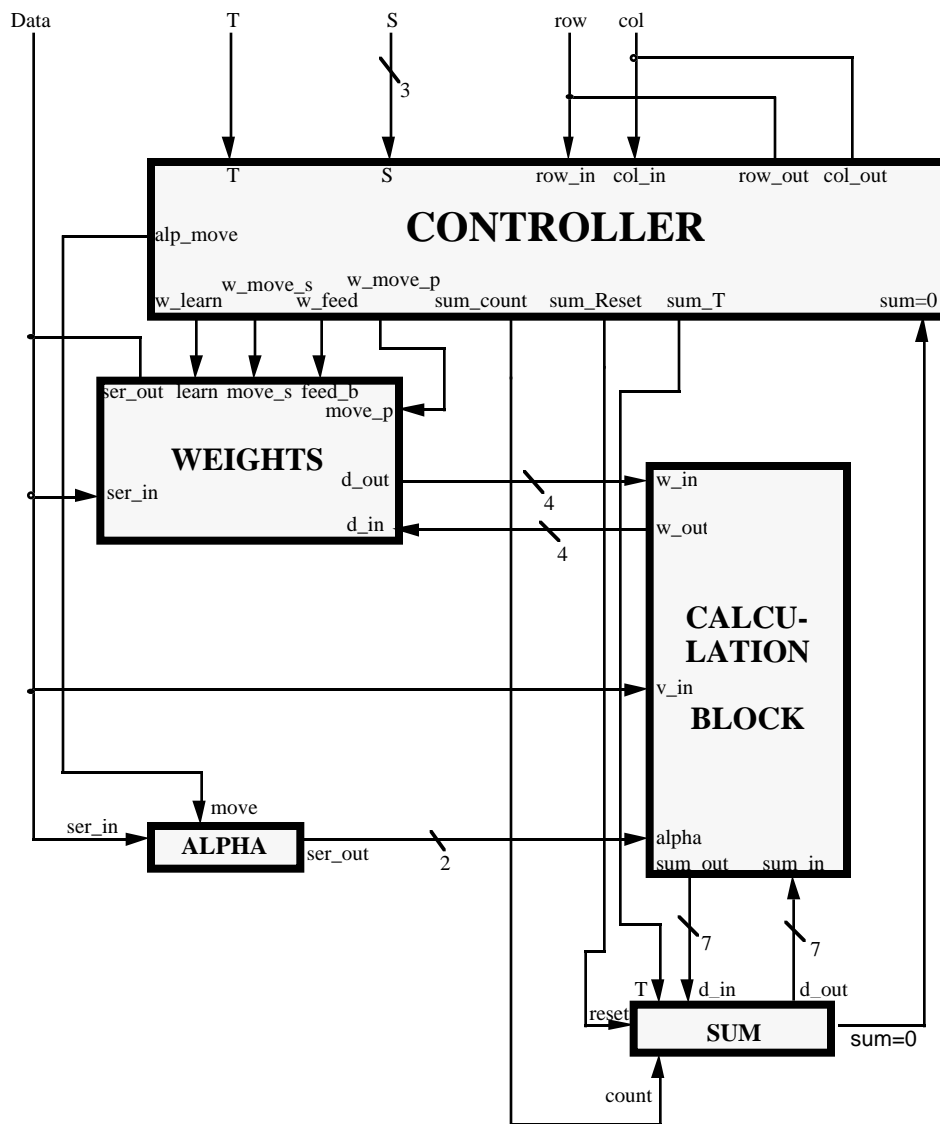 Data T S row col
3
T S row_in col_in row_out col_out
CONTROLLER
alp_move
w_move_s w_move_p
w_learn w_feed sum_count sum_Reset sum_T sum=0
ser_out learn move_s feed_b
move_p
WEIGHTS
d_out w_in
ser_in
4
d_in w_out
4
CALCU-
LATION
v_in
BLOCK
move
ser_in
ALPHA
ser_out
2
alpha
sum_out sum_in
7 7
T d_in d_out
reset
SUM
sum=0
count